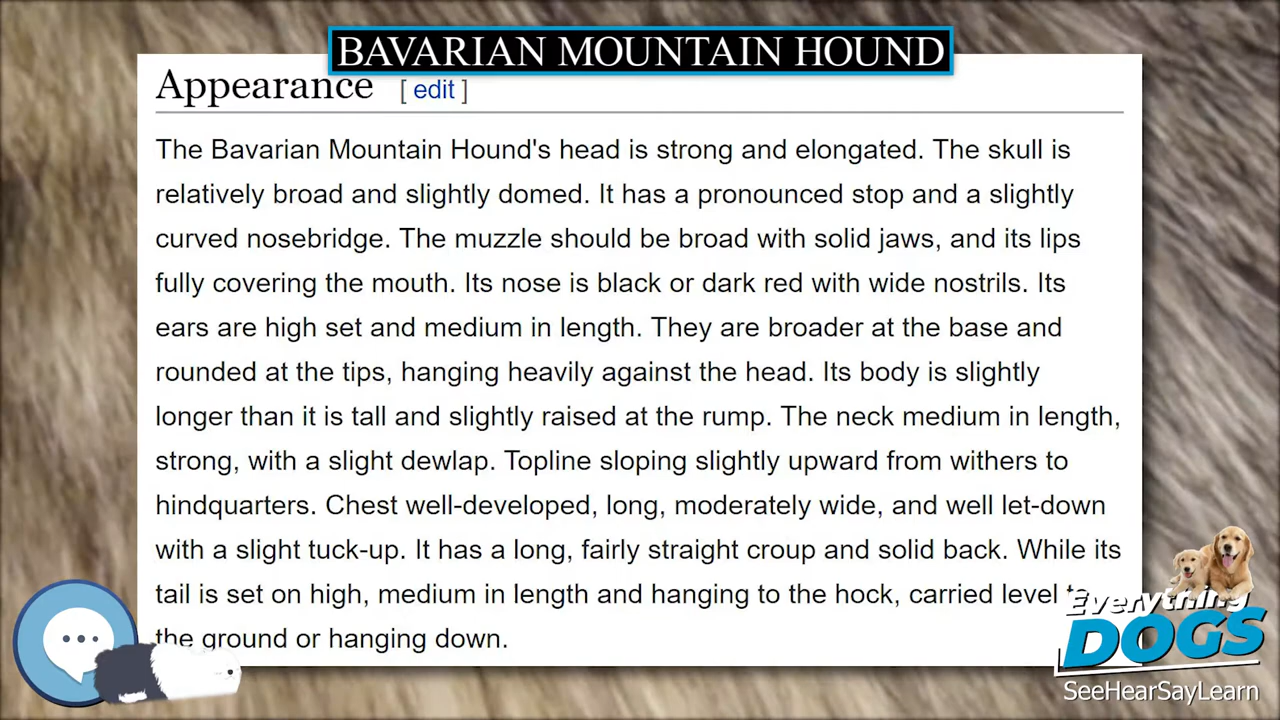 BAVARIAN MOUNTAIN HOUND
Appearance [ edit ]
The Bavarian Mountain Hound's head is strong and elongated. The skull is
relatively broad and slightly domed. It has a pronounced stop and a slightly
curved nosebridge. The muzzle should be broad with solid jaws, and its lips
fully covering the mouth. Its nose is black or dark red with wide nostrils. Its
ears are high set and medium in length. They are broader at the base and
rounded at the tips, hanging heavily against the head. Its body is slightly
longer than it is tall and slightly raised at the rump. The neck medium in length,
strong, with a slight dewlap. Topline sloping slightly upward from withers to
hindquarters. Chest well-developed, long, moderately wide, and well let-down
with a slight tuck-up. It has a long, fairly straight croup and solid back. While its
tail is set on high, medium in length and hanging to the hock, carried level to
the ground or hanging down.
Everything
DOGS
SeeHearSayLearn